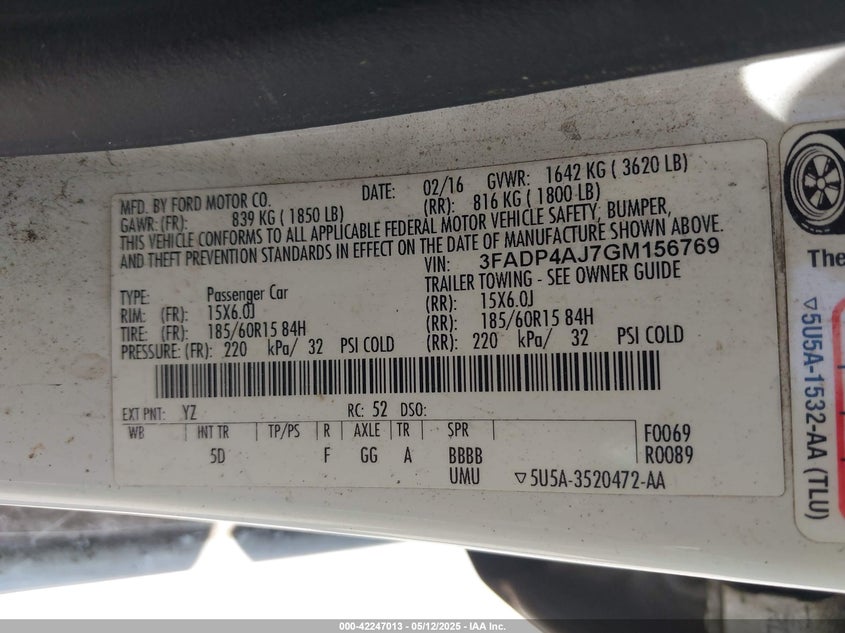 MFD. BY FORD MOTOR CO.
DATE: 02/16 GVWR: 1642 KG ( 3620 LB)
GAWR: (FR): 839 KG ( 1850 LB) (RR): 816 KG ( 1800 LB)
THIS VEHICLE CONFORMS TO ALL APPLICABLE FEDERAL MOTOR VEHICLE SAFETY, BUMPER,
AND THEFT PREVENTION STANDARDS IN EFFECT ON THE DATE OF MANUFACTURE SHOWN ABOVE.
VIN: 3FADP4AJ7GM156769
TRAILER TOWING - SEE OWNER GUIDE
TYPE: Passenger Car
RIM: (FR): 15X6.0J (RR): 15X6.0J
TIRE: (FR): 185/60R15 84H (RR): 185/60R15 84H
PRESSURE: (FR): 220 kPa/ 32 PSI COLD (RR): 220 kPa/ 32 PSI COLD
EXT PNT: YZ RC: 52 DSO:
WB INT TR TP/PS R AXLE TR SPR F0069
5D F GG A BBBB R0089
UMU ▽5U5A-3520472-AA
The
▽5U5A-1532-AA (TLU)
000-42247013 - 05/12/2025 - IAA Inc.